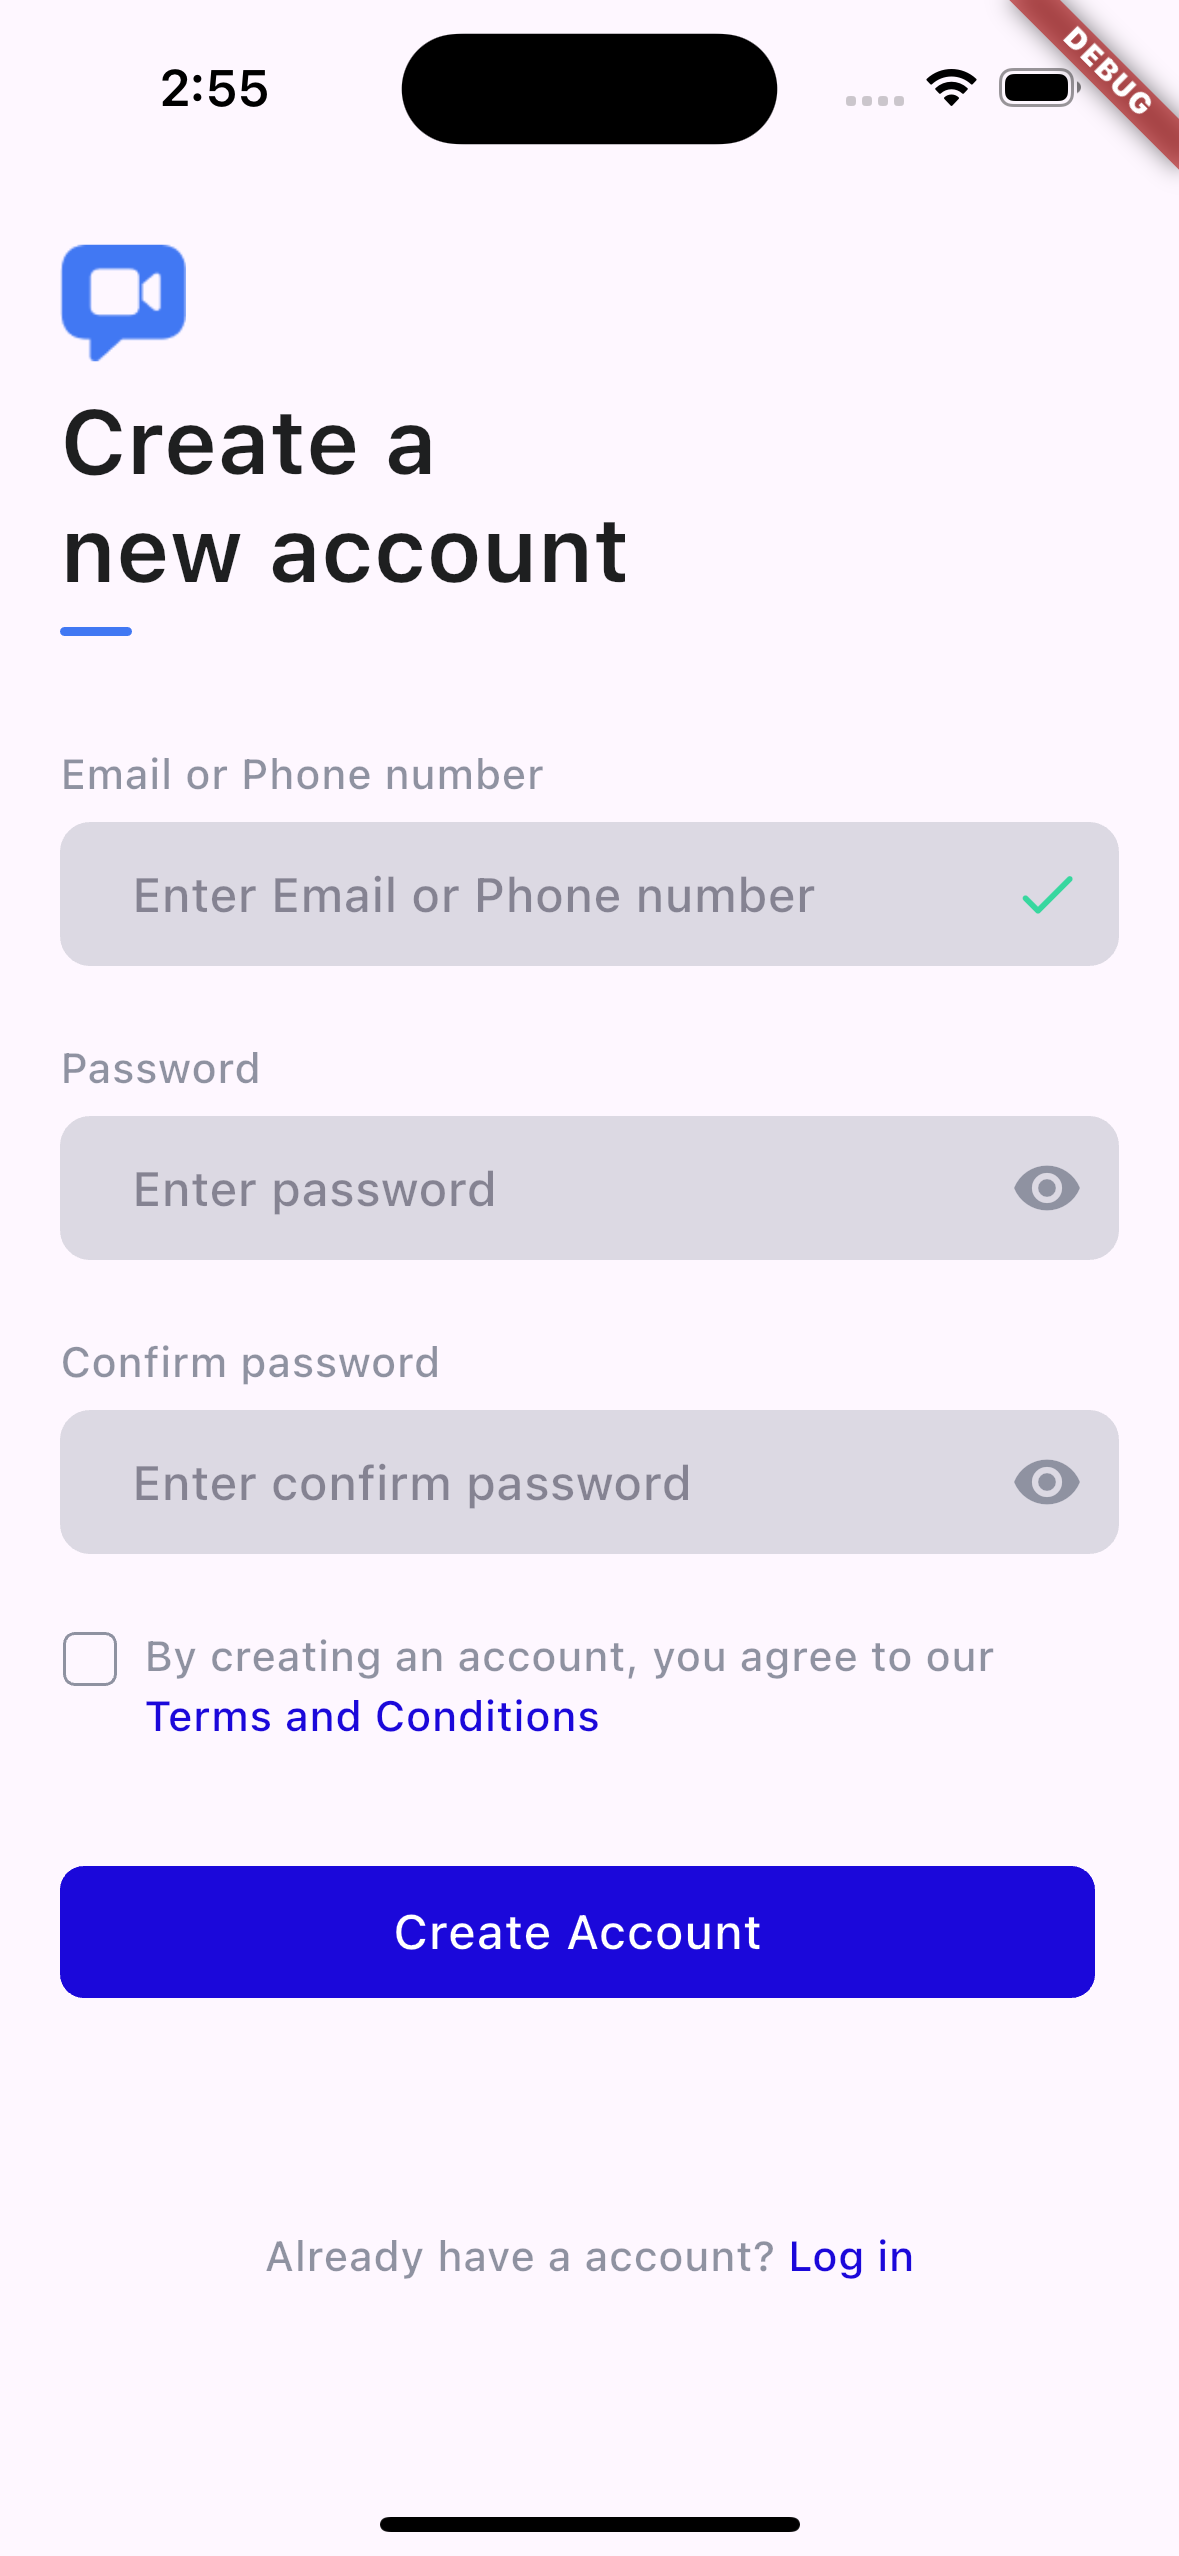 2:55
DEBUG
Create a
new account
Email or Phone number
Enter Email or Phone number
Password
Enter password
Confirm password
Enter confirm password
By creating an account, you agree to our
Terms and Conditions
Create Account
Already have a account? Log in